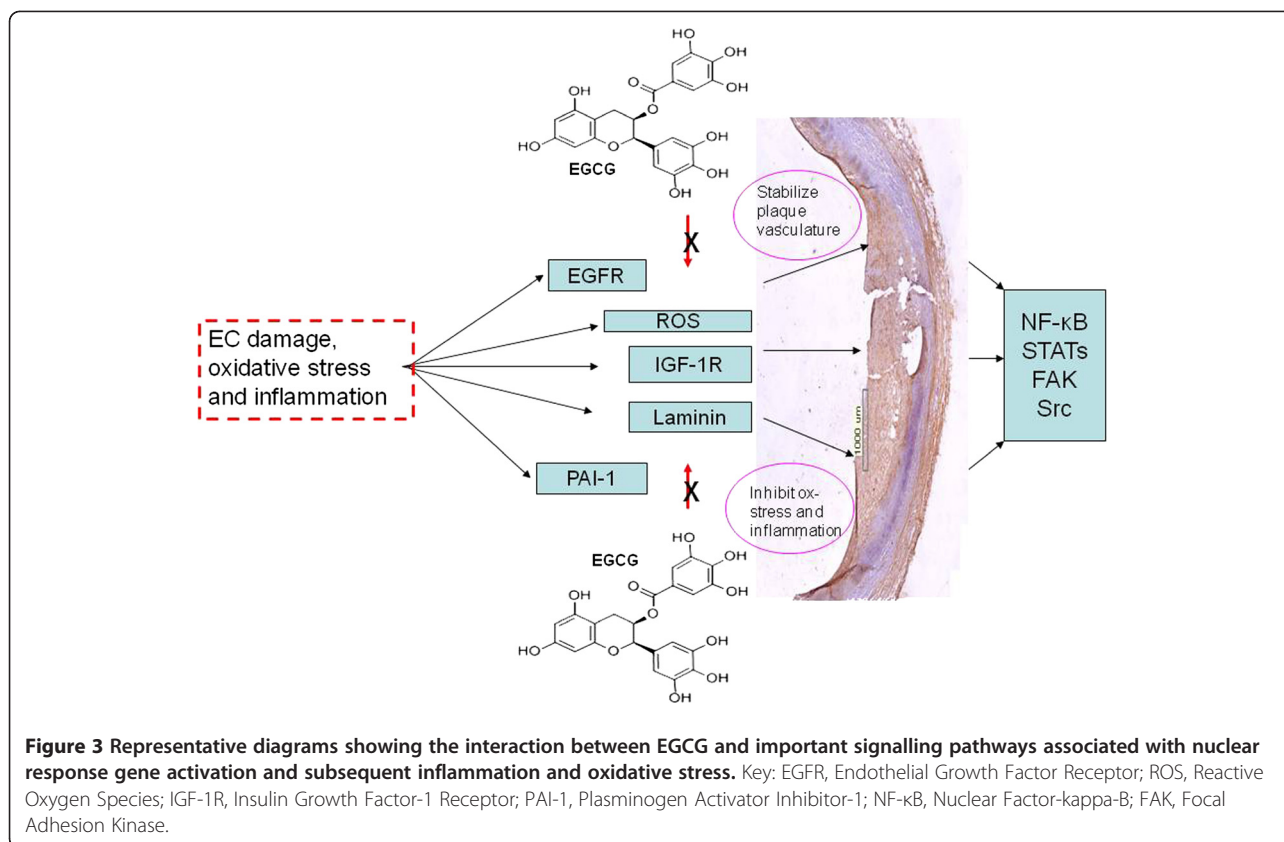 OH
OH
OH
O
O
OH
HO
O
OH
OH
OH
EGCG
Stabilize
plaque
vasculature
X
EGFR
ROS
IGF-1R
Laminin
PAI-1
EC damage,
oxidative stress
and inflammation
1000 um
NF-κB
STATs
FAK
Src
X
Inhibit ox-
stress and
inflammation
EGCG
HO
OH
OH
O
O
OH
HO
O
OH
OH
OH
Figure 3 Representative diagrams showing the interaction between EGCG and important signalling pathways associated with nuclear
response gene activation and subsequent inflammation and oxidative stress. Key: EGFR, Endothelial Growth Factor Receptor; ROS, Reactive
Oxygen Species; IGF-1R, Insulin Growth Factor-1 Receptor; PAI-1, Plasminogen Activator Inhibitor-1; NF-κB, Nuclear Factor-kappa-B; FAK, Focal
Adhesion Kinase.